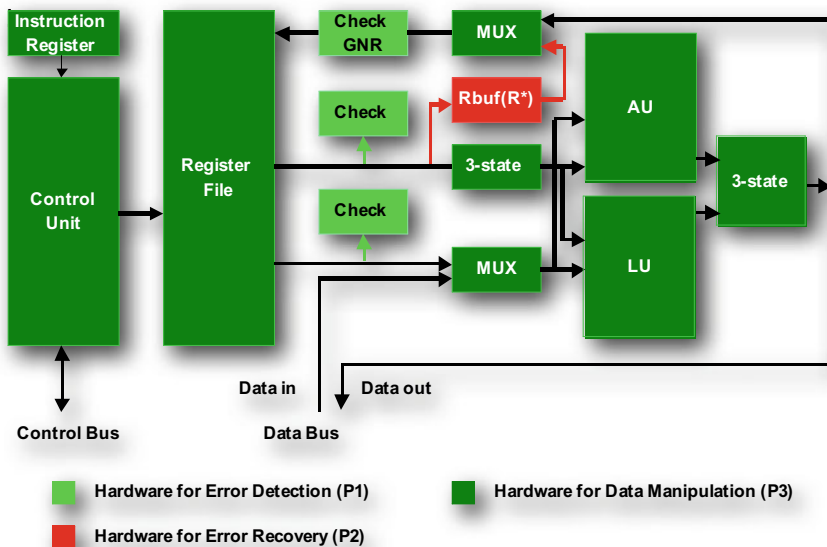 Instruction
Register
Control
Unit
Register
File
Check
GNR
MUX
Check
Rbuf(R*)
3-state
Check
MUX
AU
LU
3-state
Data in
Data out
Control Bus
Data Bus
Hardware for Error Detection (P1)
Hardware for Data Manipulation (P3)
Hardware for Error Recovery (P2)